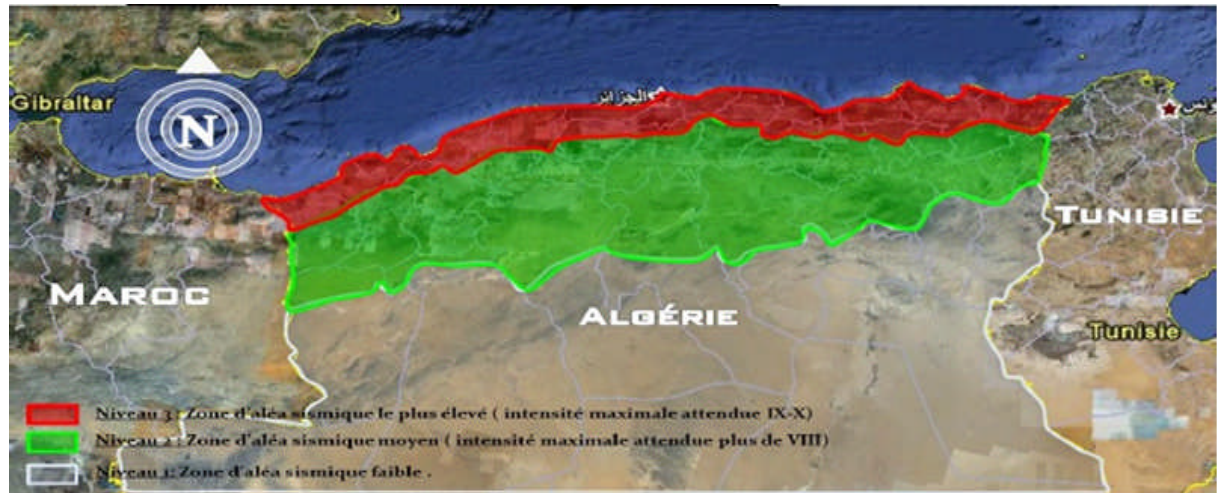 الجزائر
Gibraltar
N
تونس
TUNISIE
MAROC
ALGÉRIE
Tunisie
Niveau 3 : Zone d'aléa sismique le plus élevé ( intensité maximale attendue IX-X)
Niveau 2 : Zone d'aléa sismique moyen ( intensité maximale attendue plus de VIII)
Niveau 1: Zone d'aléa sismique faible .